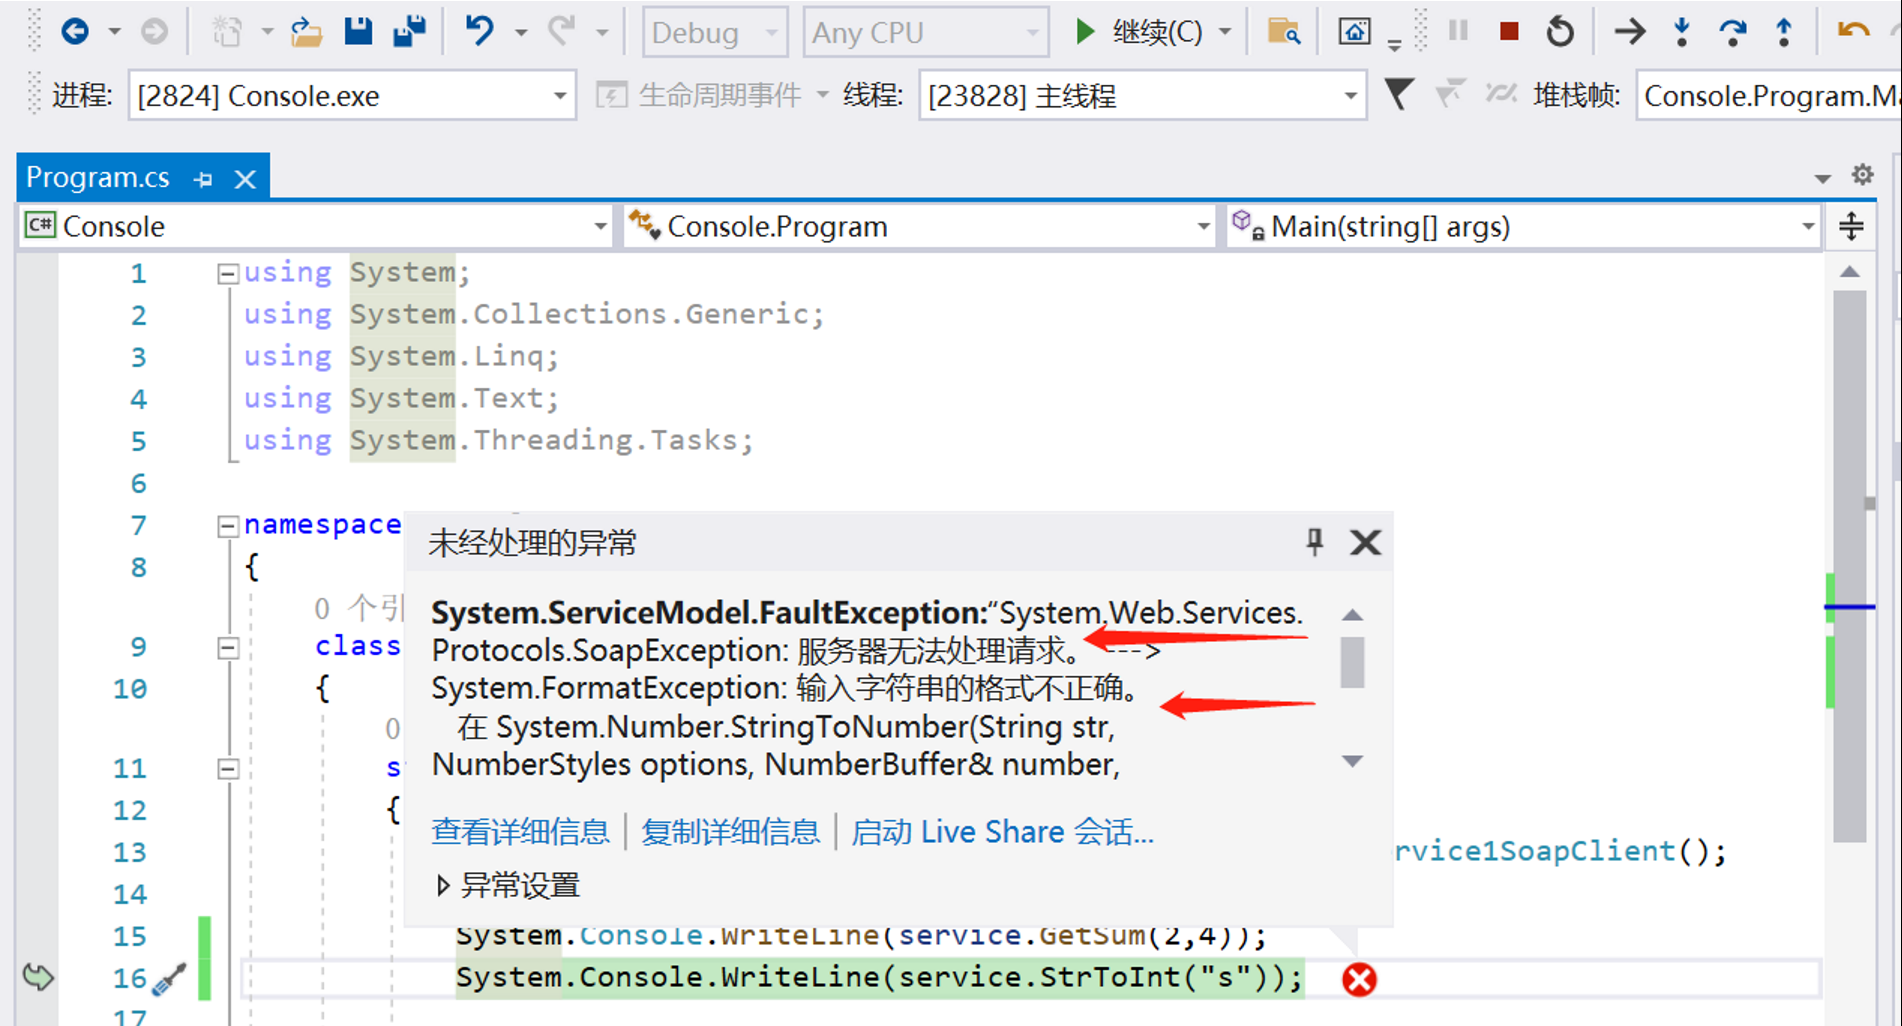 Debug Any CPU 继续(C)
进程: [2824] Console.exe 生命周期事件 线程: [23828] 主线程 堆栈帧: Console.Program.Ma
Program.cs
C# Console Console.Program Main(string[] args)
1 using System;
2 using System.Collections.Generic;
3 using System.Linq;
4 using System.Text;
5 using System.Threading.Tasks;
6
7 namespace
8 {
0 个引
9 class
10 {
0
11 s
12 {
13 rvice1SoapClient();
14
15 System.Console.WriteLine(service.GetSum(2,4));
16 System.Console.WriteLine(service.StrToInt("s"));
17
未经处理的异常
System.ServiceModel.FaultException:“System.Web.Services.
Protocols.SoapException: 服务器无法处理请求。 --->
System.FormatException: 输入字符串的格式不正确。
在 System.Number.StringToNumber(String str,
NumberStyles options, NumberBuffer& number,
查看详细信息 | 复制详细信息 | 启动 Live Share 会话...
异常设置